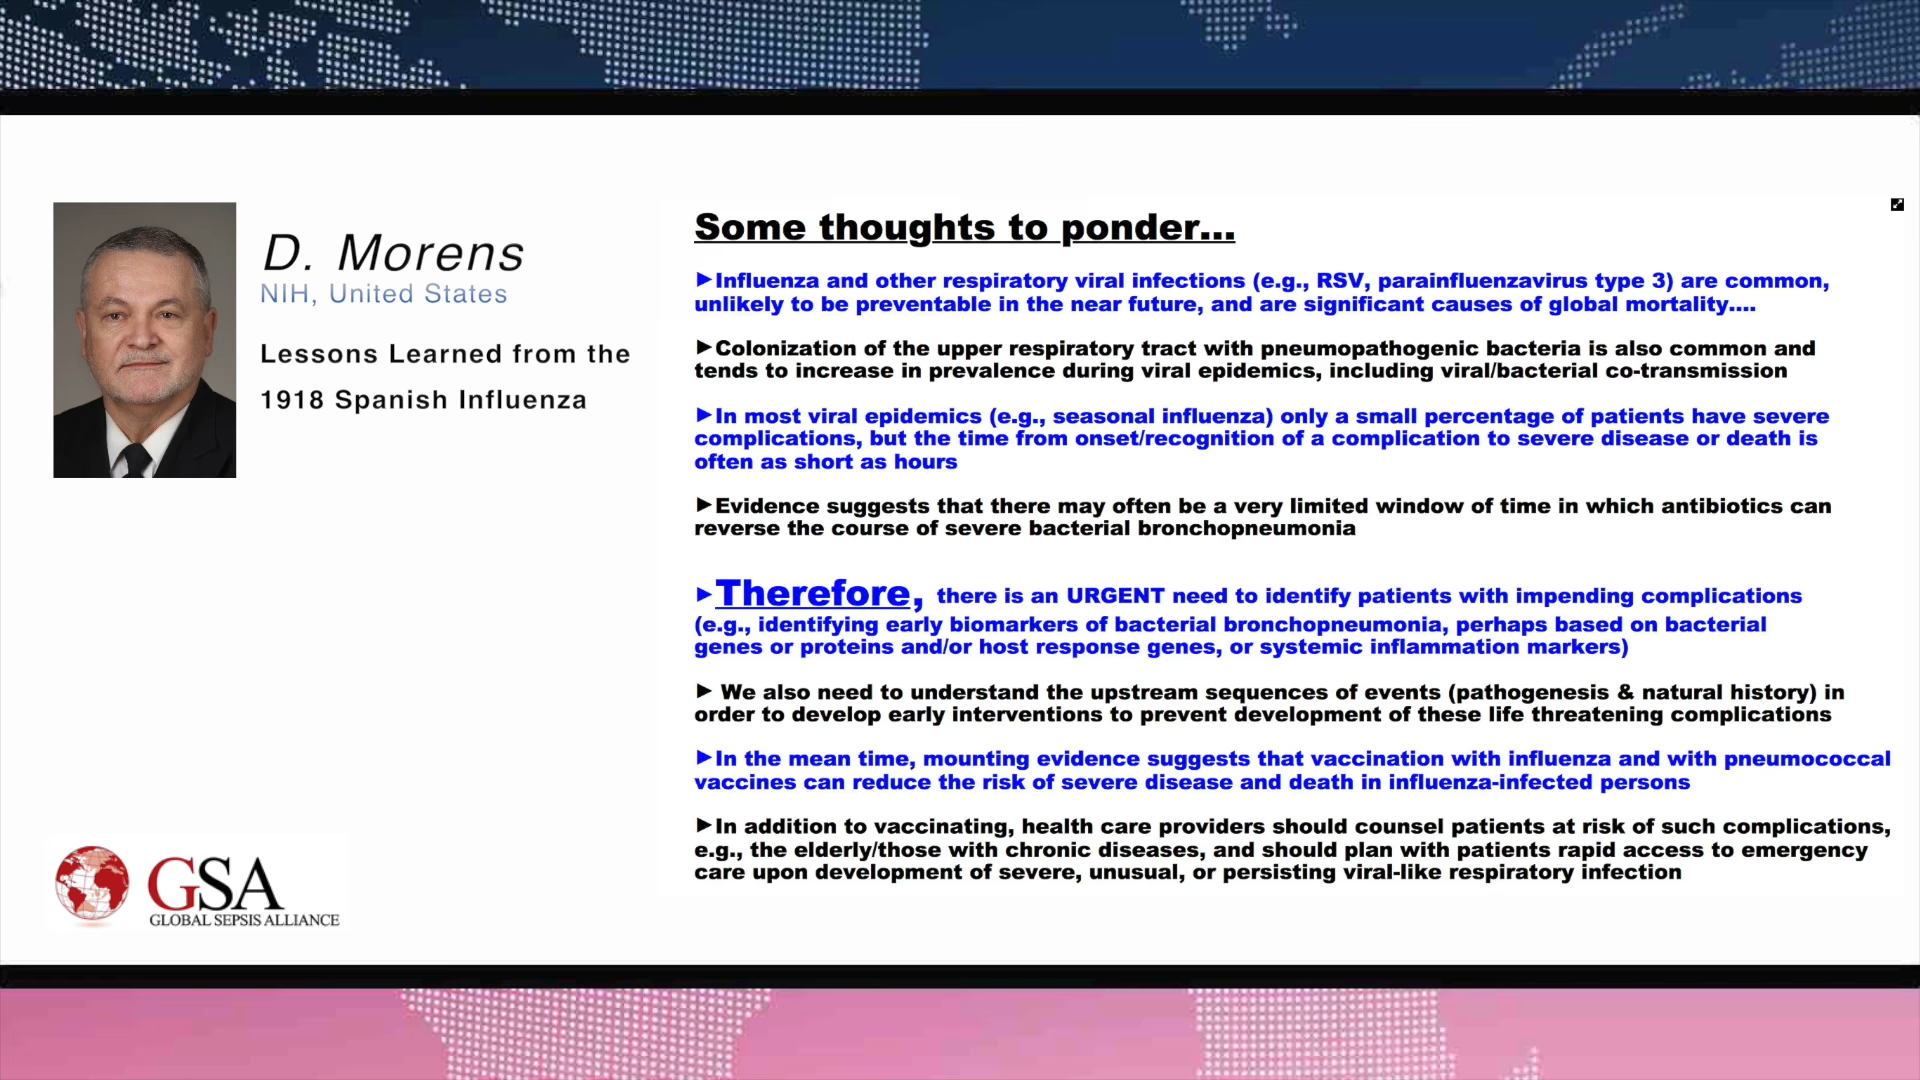 D. Morens
NIH, United States
Lessons Learned from the
1918 Spanish Influenza
GSA
GLOBAL SEPSIS ALLIANCE
Some thoughts to ponder...
►Influenza and other respiratory viral infections (e.g., RSV, parainfluenzavirus type 3) are common,
unlikely to be preventable in the near future, and are significant causes of global mortality....
►Colonization of the upper respiratory tract with pneumopathogenic bacteria is also common and
tends to increase in prevalence during viral epidemics, including viral/bacterial co-transmission
►In most viral epidemics (e.g., seasonal influenza) only a small percentage of patients have severe
complications, but the time from onset/recognition of a complication to severe disease or death is
often as short as hours
►Evidence suggests that there may often be a very limited window of time in which antibiotics can
reverse the course of severe bacterial bronchopneumonia
►Therefore, there is an URGENT need to identify patients with impending complications
(e.g., identifying early biomarkers of bacterial bronchopneumonia, perhaps based on bacterial
genes or proteins and/or host response genes, or systemic inflammation markers)
► We also need to understand the upstream sequences of events (pathogenesis & natural history) in
order to develop early interventions to prevent development of these life threatening complications
►In the mean time, mounting evidence suggests that vaccination with influenza and with pneumococcal
vaccines can reduce the risk of severe disease and death in influenza-infected persons
►In addition to vaccinating, health care providers should counsel patients at risk of such complications,
e.g., the elderly/those with chronic diseases, and should plan with patients rapid access to emergency
care upon development of severe, unusual, or persisting viral-like respiratory infection